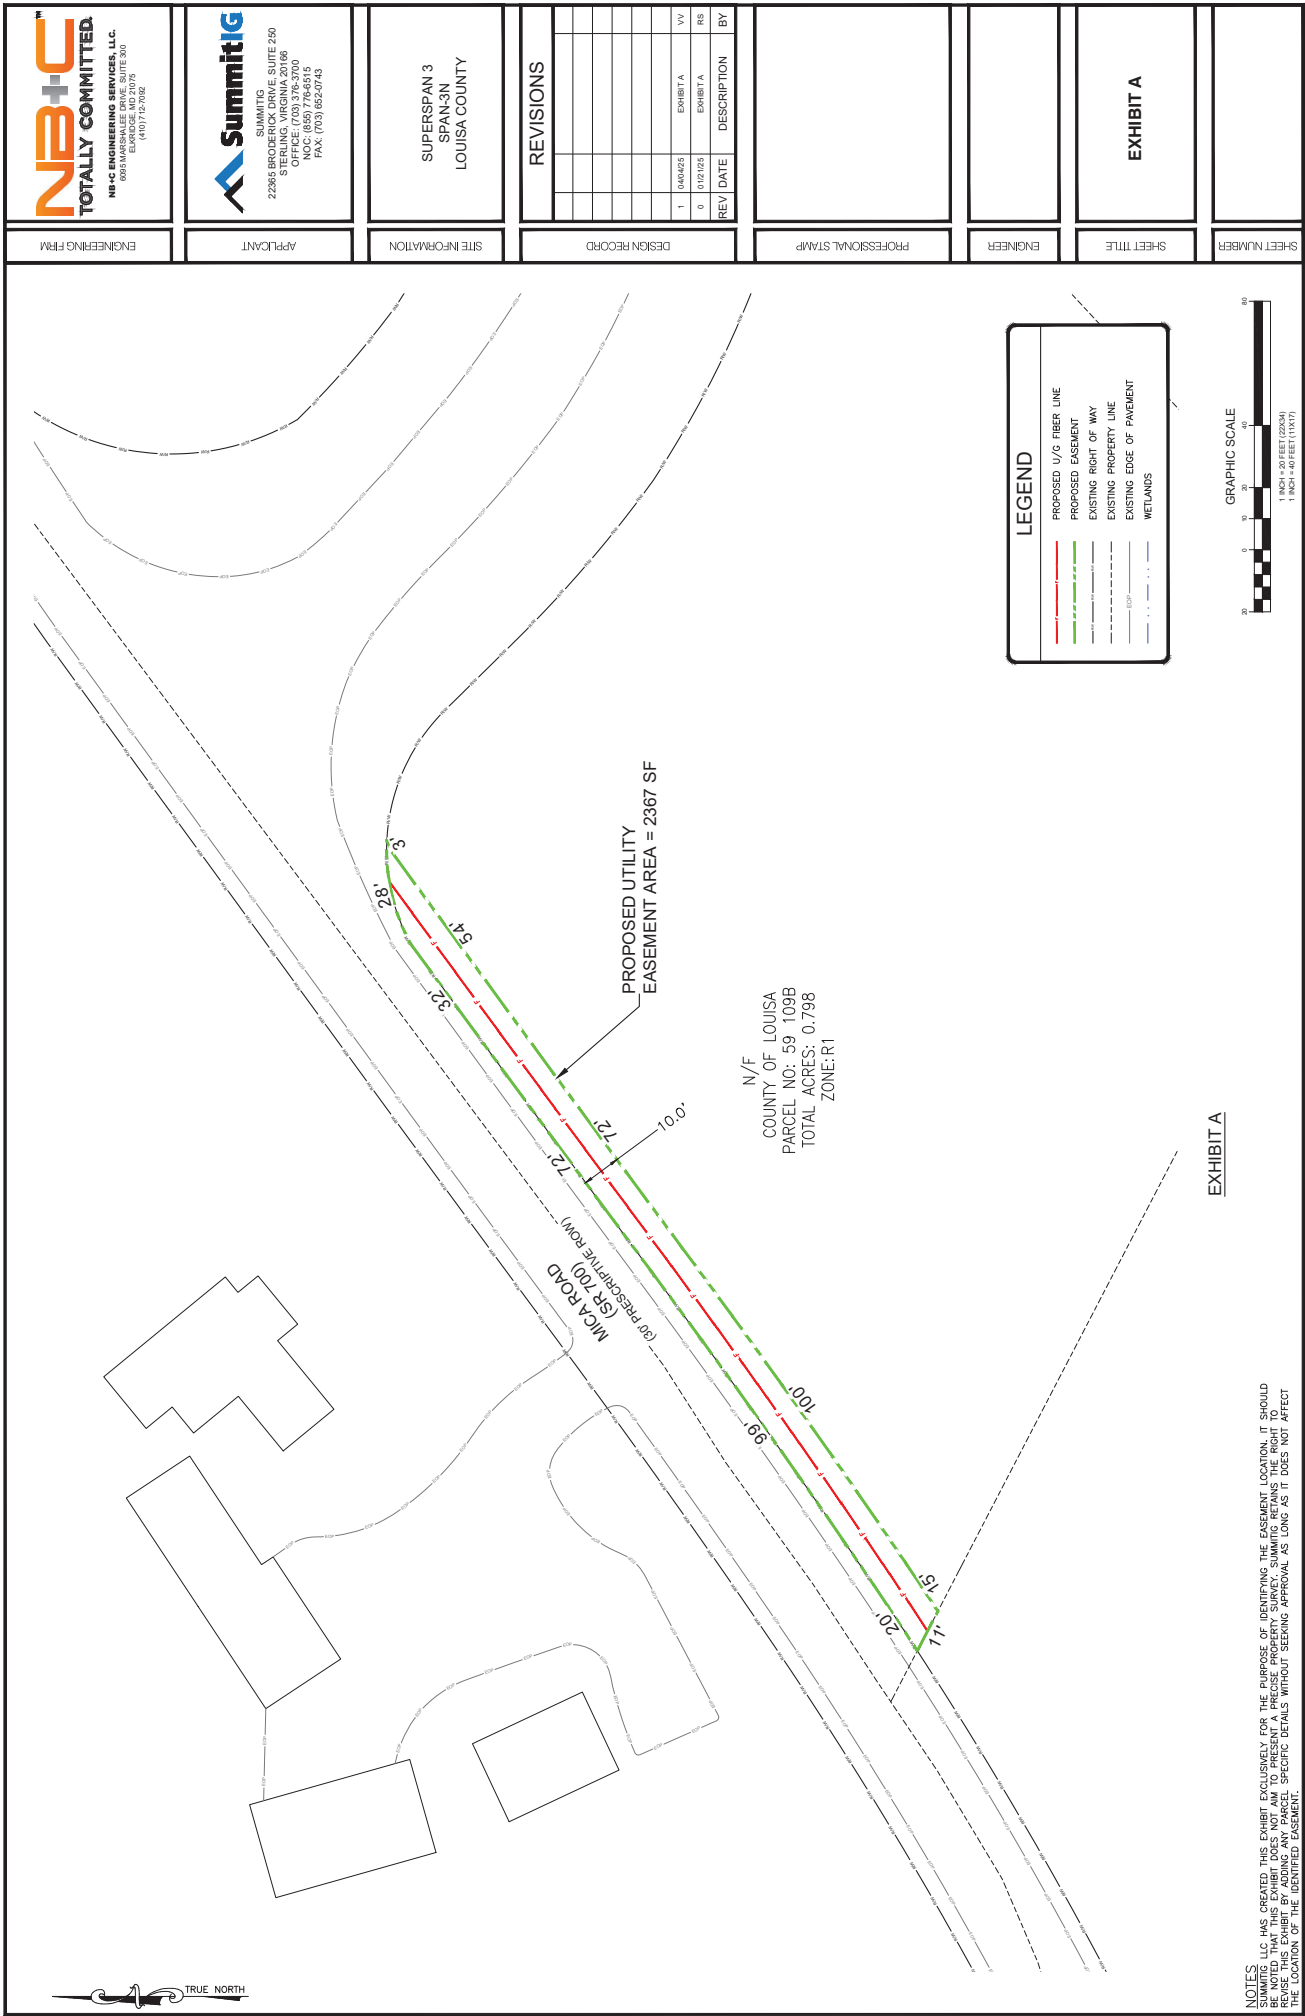 NB+C
TOTALLY COMMITTED.
NB+C ENGINEERING SERVICES, LLC.
6095 MARSHALEE DRIVE, SUITE 300
ELKRIDGE, MD 21075
(410) 712-7092
ENGINEERING FIRM
SummitIG
SUMMITIG
22365 BRODERICK DRIVE, SUITE 250
STERLING, VIRGINIA 20166
OFFICE: (703) 376-3700
NOC: (855) 776-6515
FAX: (703) 652-0743
APPLICANT
SUPERSPAN 3
SPAN-3N
LOUISA COUNTY
SITE INFORMATION
REVISIONS
1 04/04/25 EXHIBIT A VV
0 01/21/25 EXHIBIT A RS
REV DATE DESCRIPTION BY
DESIGN RECORD
PROFESSIONAL STAMP
ENGINEER
EXHIBIT A
SHEET TITLE
SHEET NUMBER
LEGEND
PROPOSED U/G FIBER LINE
PROPOSED EASEMENT
EXISTING RIGHT OF WAY
EXISTING PROPERTY LINE
EOP EXISTING EDGE OF PAVEMENT
WETLANDS
GRAPHIC SCALE
20 0 10 20 40 80
1 INCH = 20 FEET (22X34)
1 INCH = 40 FEET (11X17)
3'
28'
54'
32'
PROPOSED UTILITY
EASEMENT AREA = 2367 SF
72'
72'
10.0'
N/F
COUNTY OF LOUISA
PARCEL NO: 59 109B
TOTAL ACRES: 0.798
ZONE: R1
MICA ROAD
(SR 700)
(30' PRESCRIPTIVE ROW)
100'
99'
15'
20'
11'
EXHIBIT A
TRUE NORTH
NOTES
SUMMITIG LLC HAS CREATED THIS EXHIBIT EXCLUSIVELY FOR THE PURPOSE OF IDENTIFYING THE EASEMENT LOCATION. IT SHOULD
BE NOTED THAT THIS EXHIBIT DOES NOT AIM TO PRESENT A PRECISE PROPERTY SURVEY. SUMMITIG RETAINS THE RIGHT TO
REVISE THIS EXHIBIT BY ADDING ANY PARCEL SPECIFIC DETAILS WITHOUT SEEKING APPROVAL AS LONG AS IT DOES NOT AFFECT
THE LOCATION OF THE IDENTIFIED EASEMENT.